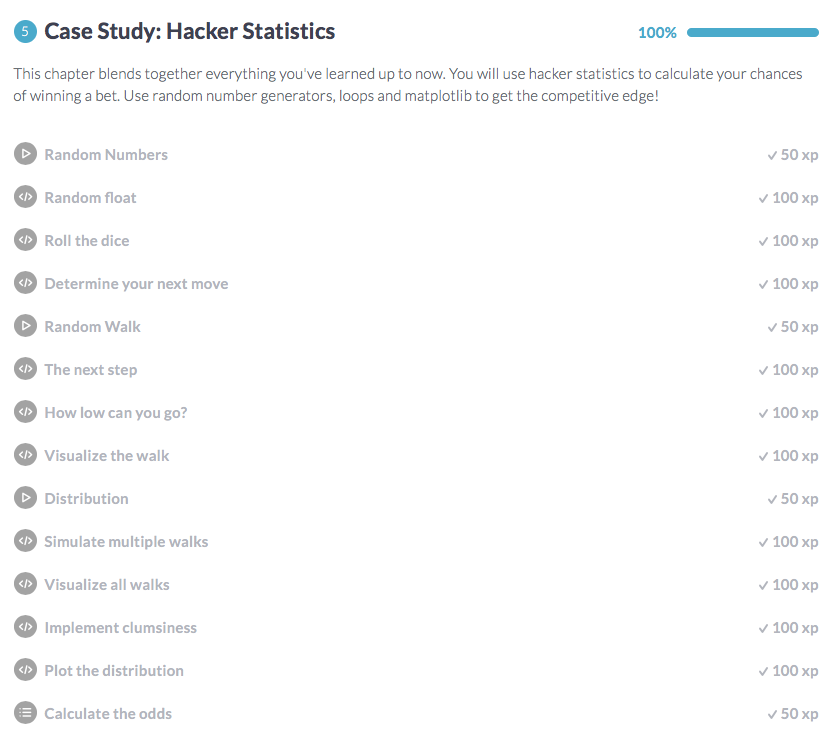 5 Case Study: Hacker Statistics 100%
This chapter blends together everything you've learned up to now. You will use hacker statistics to calculate your chances
of winning a bet. Use random number generators, loops and matplotlib to get the competitive edge!
Random Numbers ✓ 50 xp
</> Random float ✓ 100 xp
</> Roll the dice ✓ 100 xp
</> Determine your next move ✓ 100 xp
Random Walk ✓ 50 xp
</> The next step ✓ 100 xp
</> How low can you go? ✓ 100 xp
</> Visualize the walk ✓ 100 xp
Distribution ✓ 50 xp
</> Simulate multiple walks ✓ 100 xp
</> Visualize all walks ✓ 100 xp
</> Implement clumsiness ✓ 100 xp
</> Plot the distribution ✓ 100 xp
Calculate the odds ✓ 50 xp